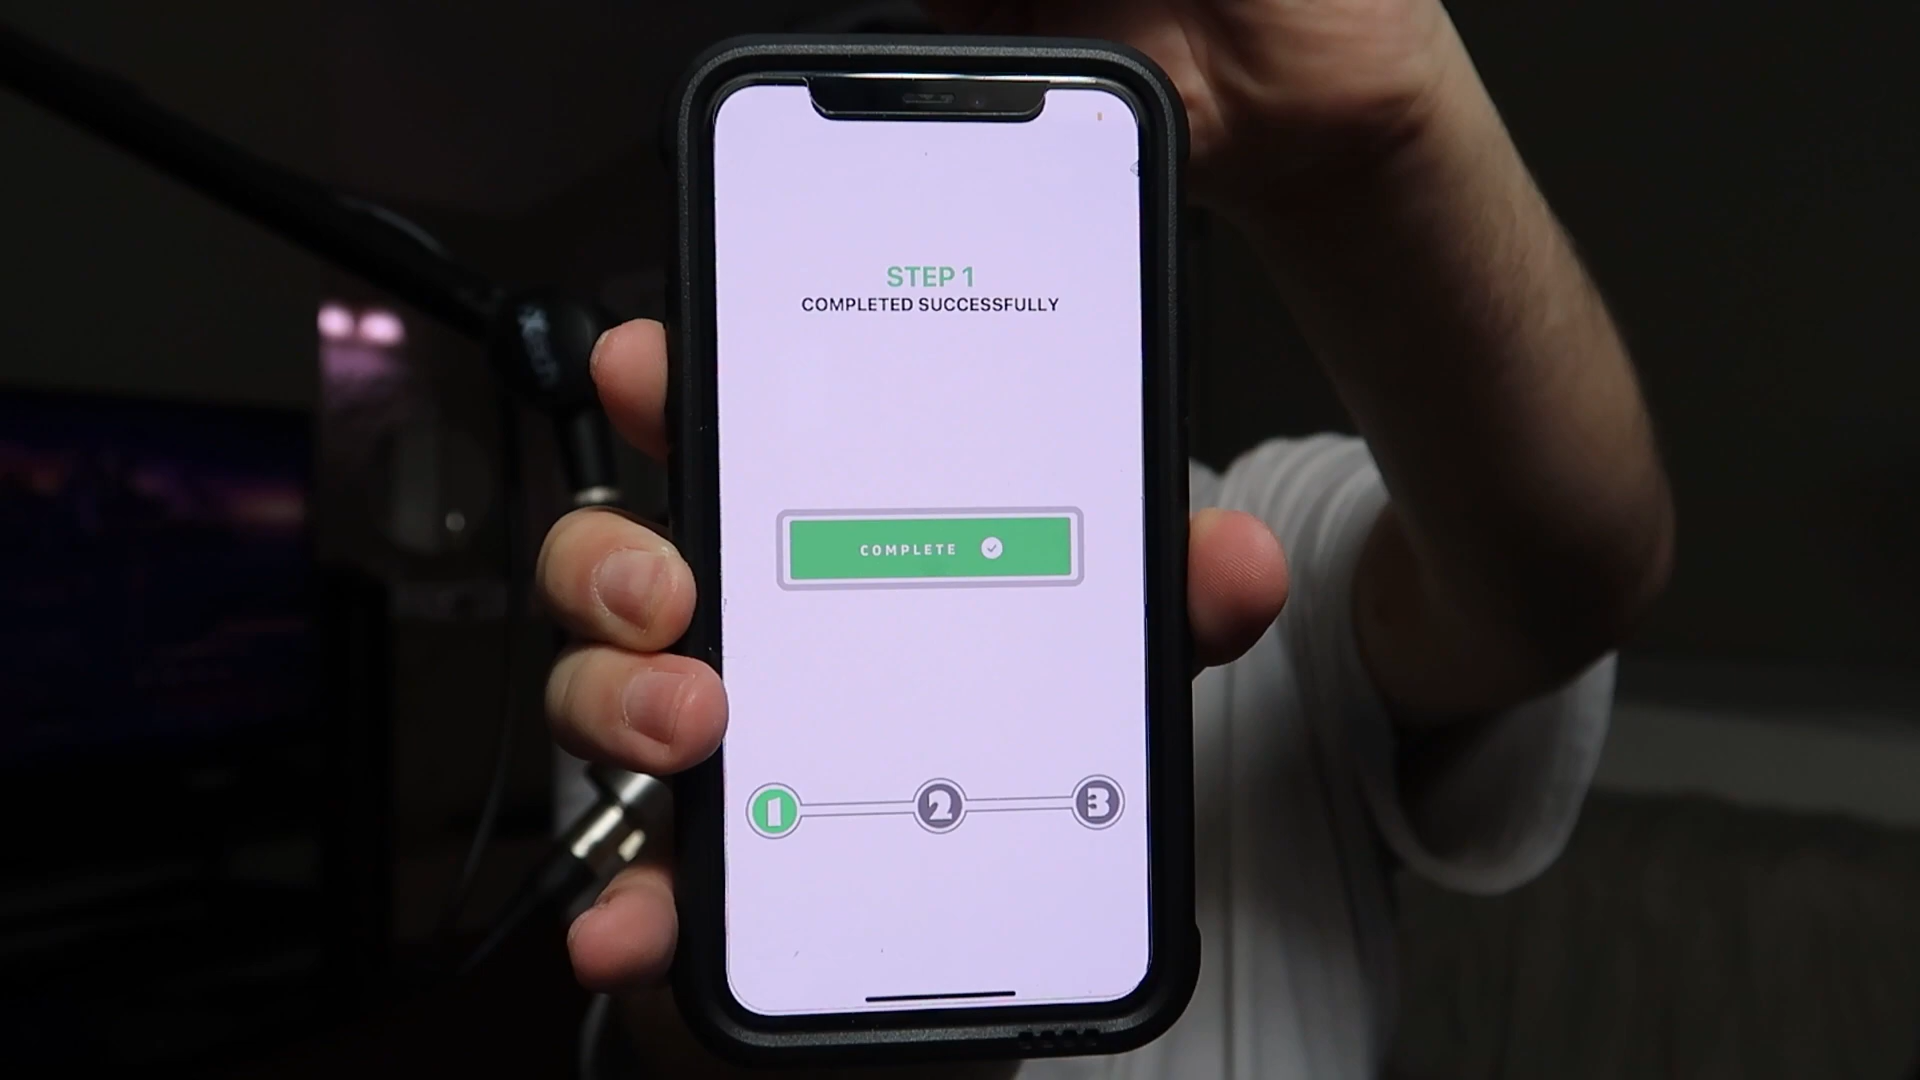 STEP 1
COMPLETED SUCCESSFULLY
COMPLETE
1 2 3